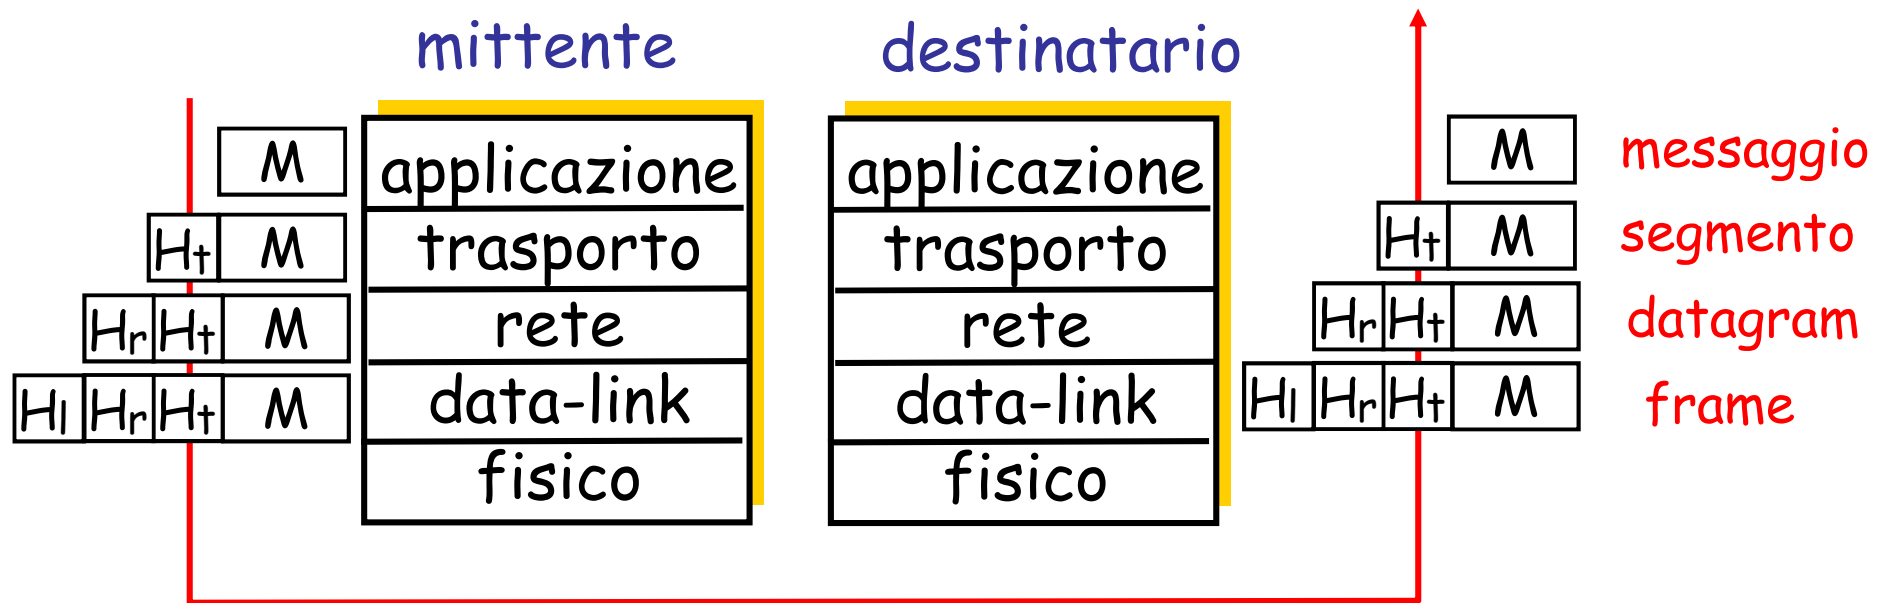 mittente destinatario
M applicazione applicazione M messaggio
Ht M trasporto trasporto Ht M segmento
Hr Ht M rete rete Hr Ht M datagram
Hl Hr Ht M data-link data-link Hl Hr Ht M frame
fisico fisico